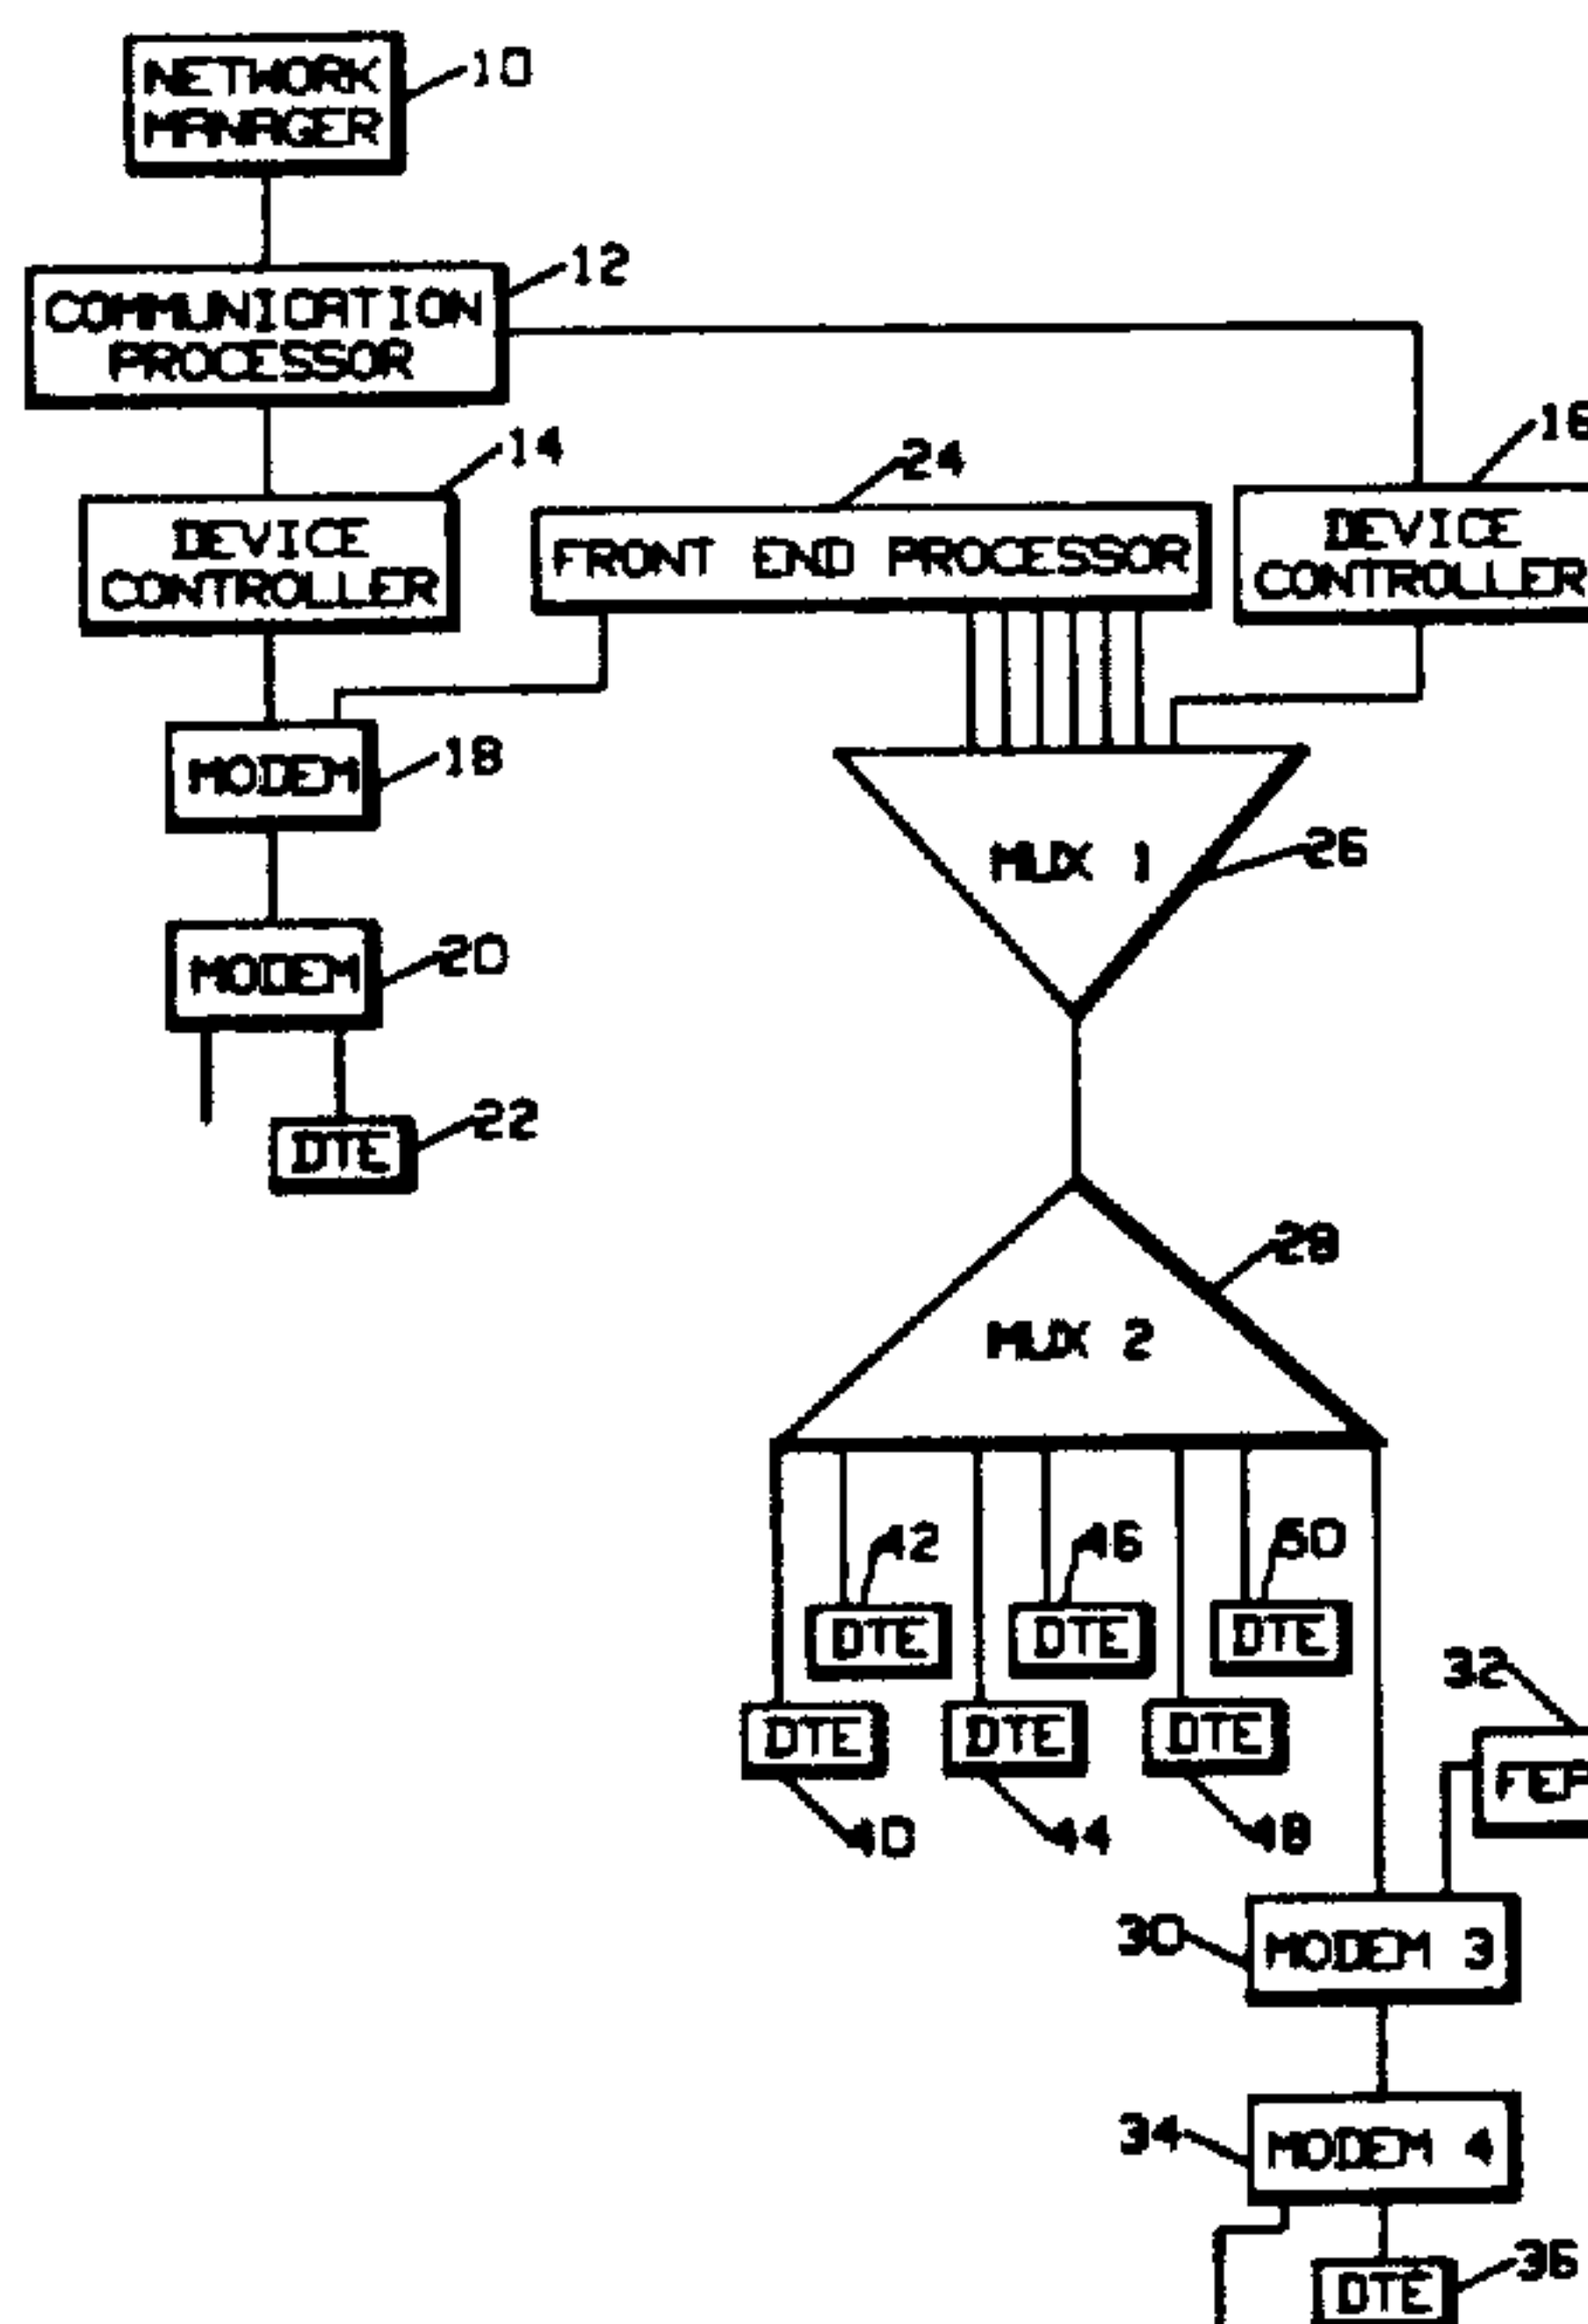 NETWORK
MANAGER
10
COMMUNICATION
PROCESSOR
12
14
DEVICE
CONTROLLER
24
FRONT END PROCESSOR
16
DEVICE
CONTROLLER
MODEM
18
MUX 1
26
MODEM
20
DTE
22
28
MUX 2
42
46
50
DTE
DTE
DTE
32
DTE
DTE
DTE
FEP
40
44
48
30
MODEM 3
34
MODEM 4
36
DTE